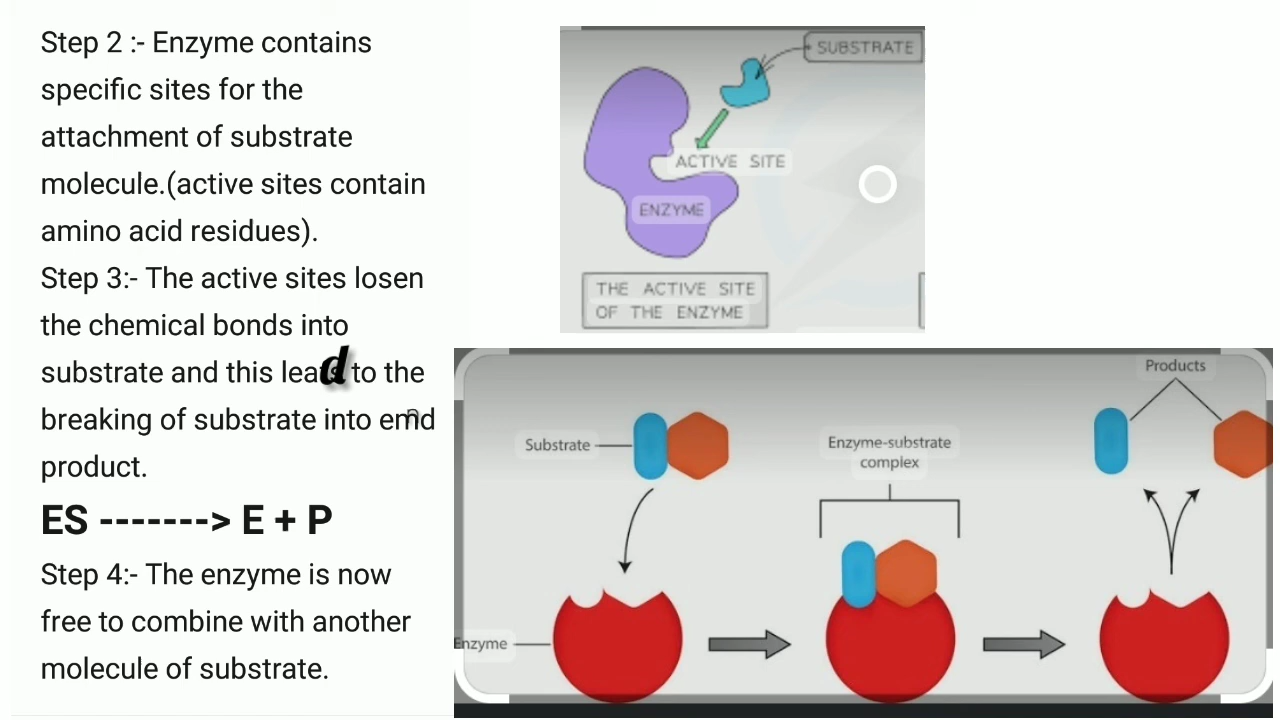 Step 2 :- Enzyme contains
specific sites for the
attachment of substrate
molecule.(active sites contain
amino acid residues).
Step 3:- The active sites losen
the chemical bonds into
substrate and this lead to the
breaking of substrate into emd
product.
ES -------> E + P
Step 4:- The enzyme is now
free to combine with another
molecule of substrate.
SUBSTRATE
ACTIVE SITE
ENZYME
THE ACTIVE SITE
OF THE ENZYME
Products
Substrate
Enzyme-substrate
complex
Enzyme